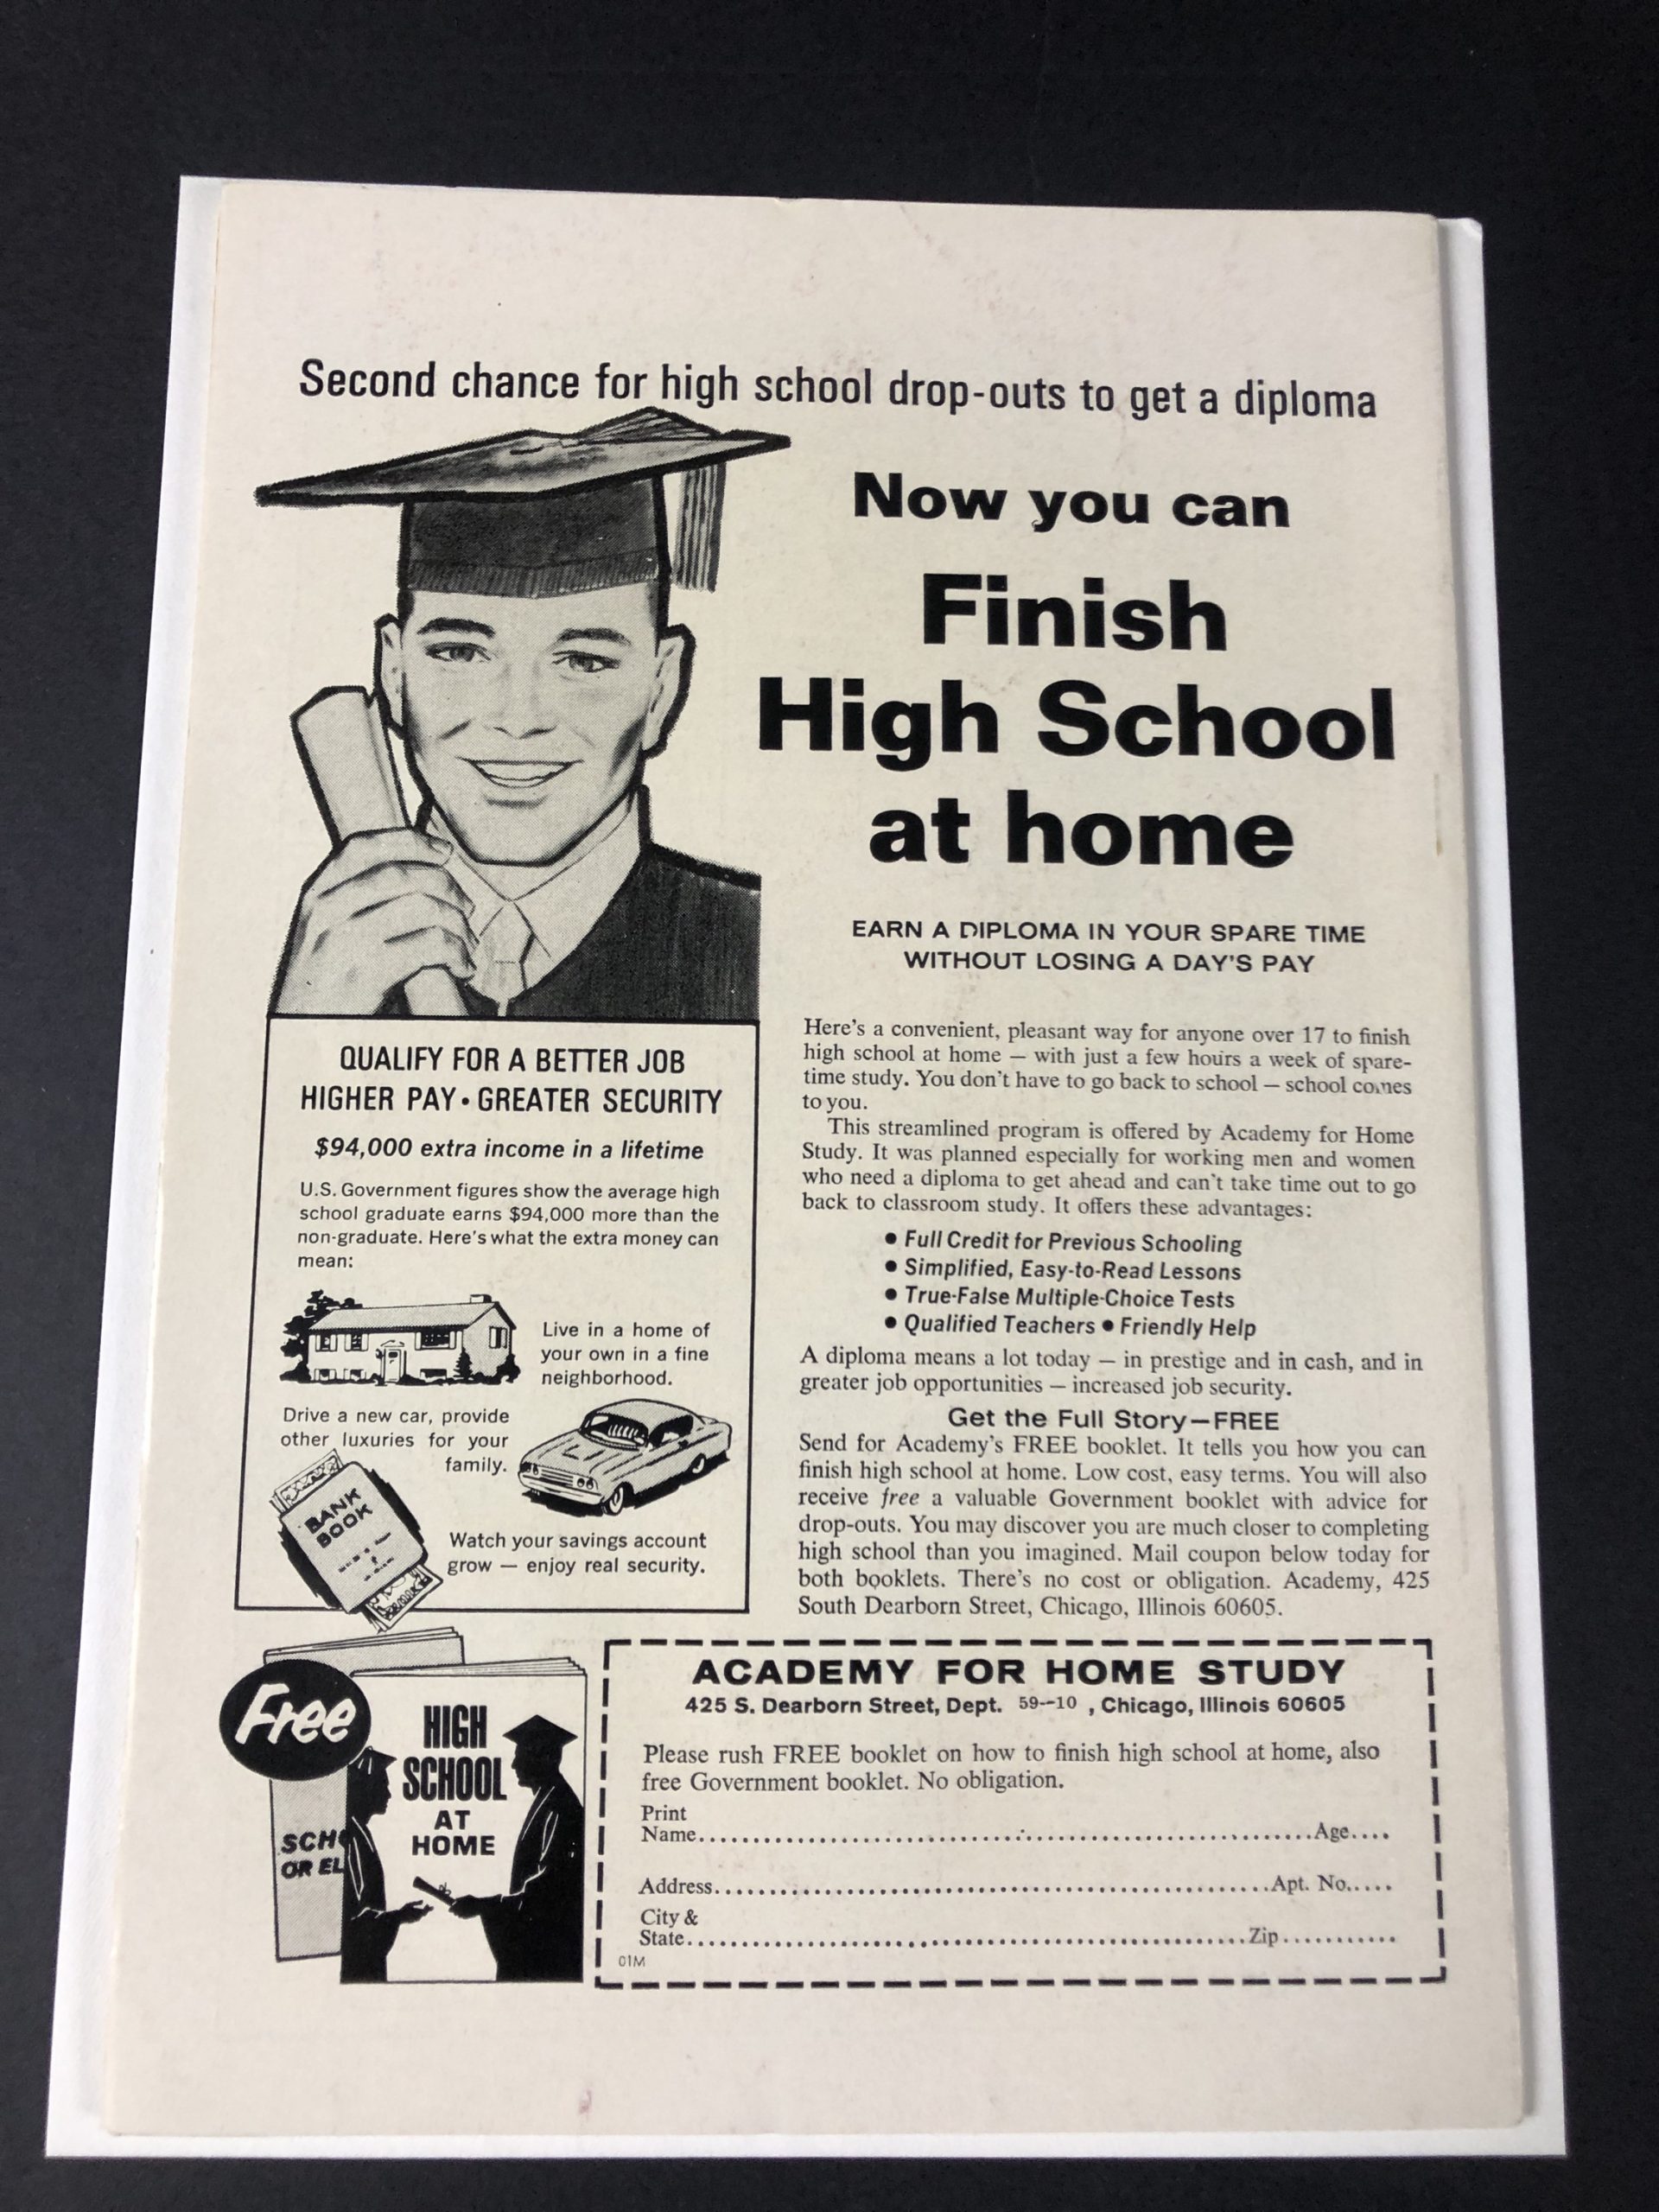 Second chance for high school drop-outs to get a diploma
Now you can
Finish
High School
at home
EARN A DIPLOMA IN YOUR SPARE TIME
WITHOUT LOSING A DAY'S PAY
QUALIFY FOR A BETTER JOB
HIGHER PAY • GREATER SECURITY
$94,000 extra income in a lifetime
U.S. Government figures show the average high
school graduate earns $94,000 more than the
non-graduate. Here's what the extra money can
mean:
Live in a home of
your own in a fine
neighborhood.
Drive a new car, provide
other luxuries for your
family.
BANK
BOOK
Watch your savings account
grow — enjoy real security.
Here's a convenient, pleasant way for anyone over 17 to finish
high school at home — with just a few hours a week of spare-
time study. You don't have to go back to school — school comes
to you.
This streamlined program is offered by Academy for Home
Study. It was planned especially for working men and women
who need a diploma to get ahead and can't take time out to go
back to classroom study. It offers these advantages:
• Full Credit for Previous Schooling
• Simplified, Easy-to-Read Lessons
• True-False Multiple-Choice Tests
• Qualified Teachers • Friendly Help
A diploma means a lot today — in prestige and in cash, and in
greater job opportunities — increased job security.
Get the Full Story—FREE
Send for Academy's FREE booklet. It tells you how you can
finish high school at home. Low cost, easy terms. You will also
receive free a valuable Government booklet with advice for
drop-outs. You may discover you are much closer to completing
high school than you imagined. Mail coupon below today for
both booklets. There's no cost or obligation. Academy, 425
South Dearborn Street, Chicago, Illinois 60605.
Free
SCHO
OR EL
HIGH
SCHOOL
AT
HOME
ACADEMY FOR HOME STUDY
425 S. Dearborn Street, Dept. 59--10 , Chicago, Illinois 60605
Please rush FREE booklet on how to finish high school at home, also
free Government booklet. No obligation.
Print
Name..........Age....
Address..........Apt. No.....
City &
State..........Zip..........
01M